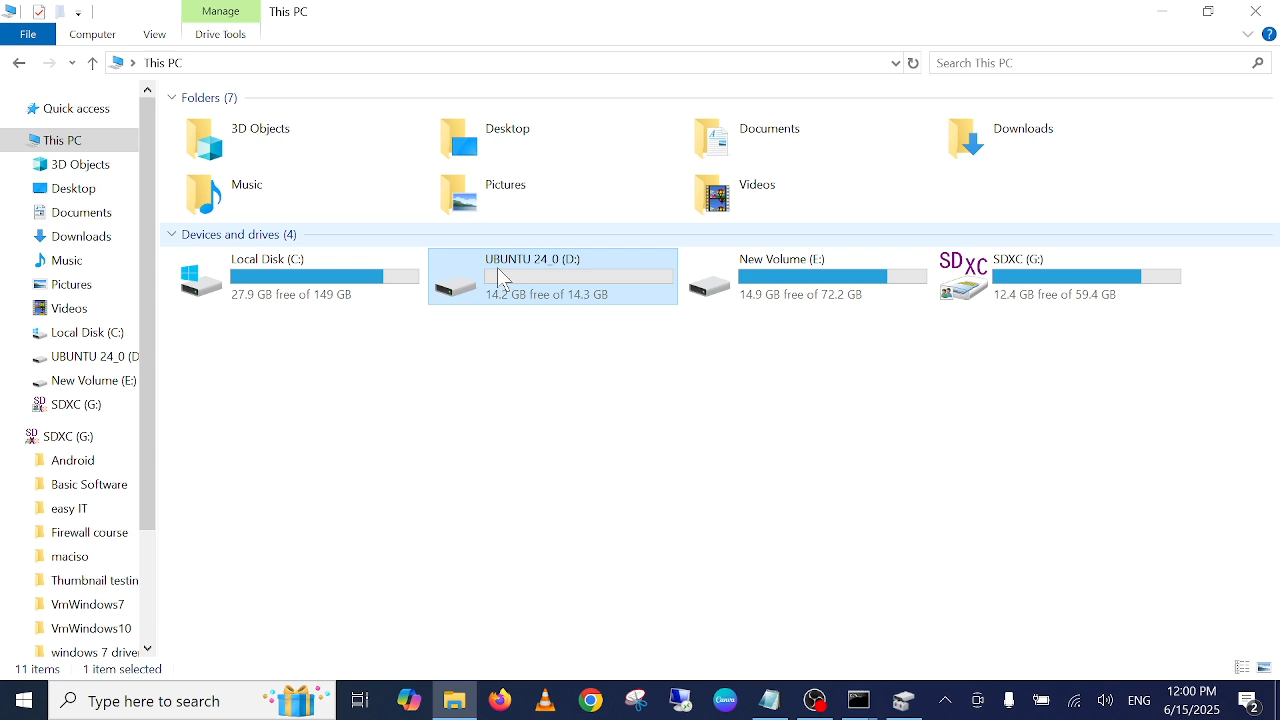 Manage
This PC
File
Computer
View
Drive Tools
This PC
Search This PC
Quick access
This PC
3D Objects
Desktop
Documents
Downloads
Music
Pictures
Videos
Local Disk (C:)
UBUNTU 24_0 (D
New Volume (E:)
SDXC (G:)
SDXC (G:)
Android
Basic Software
easy IT
Firewall course
maciso
Thumbnail testin
VmWindows7
VmWindows10
windows 7 driver
Folders (7)
3D Objects
Desktop
Documents
Downloads
Music
Pictures
Videos
Devices and drives (4)
Local Disk (C:)
27.9 GB free of 149 GB
UBUNTU 24_0 (D:)
14.2 GB free of 14.3 GB
New Volume (E:)
14.9 GB free of 72.2 GB
SDXC
SDXC (G:)
12.4 GB free of 59.4 GB
11 items
1 item selected
Type here to search
ENG
12:00 PM
6/15/2025
2